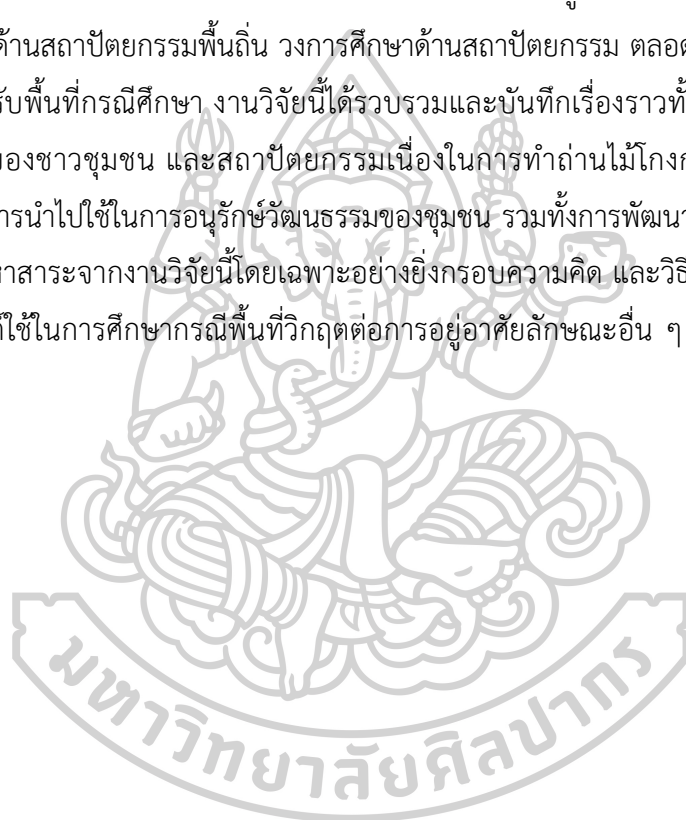 ด้านสถาปัตยกรรมพื้นถิ่น วงการศึกษาด้านสถาปัตยกรรม ตลอด
รับพื้นที่กรณีศึกษา งานวิจัยนี้ได้รวบรวมและบันทึกเรื่องราวทั้
ของชาวชุมชน และสถาปัตยกรรมเนื่องในการทำถ่านไม้โกงก
การนำไปใช้ในการอนุรักษ์วัฒนธรรมของชุมชน รวมทั้งการพัฒนา
หาสาระจากงานวิจัยนี้โดยเฉพาะอย่างยิ่งกรอบความคิด และวิธี
ก์ใช้ในการศึกษากรณีพื้นที่วิกฤตต่อการอยู่อาศัยลักษณะอื่น ๆ
มหาวิทยาลัยศิลปากร